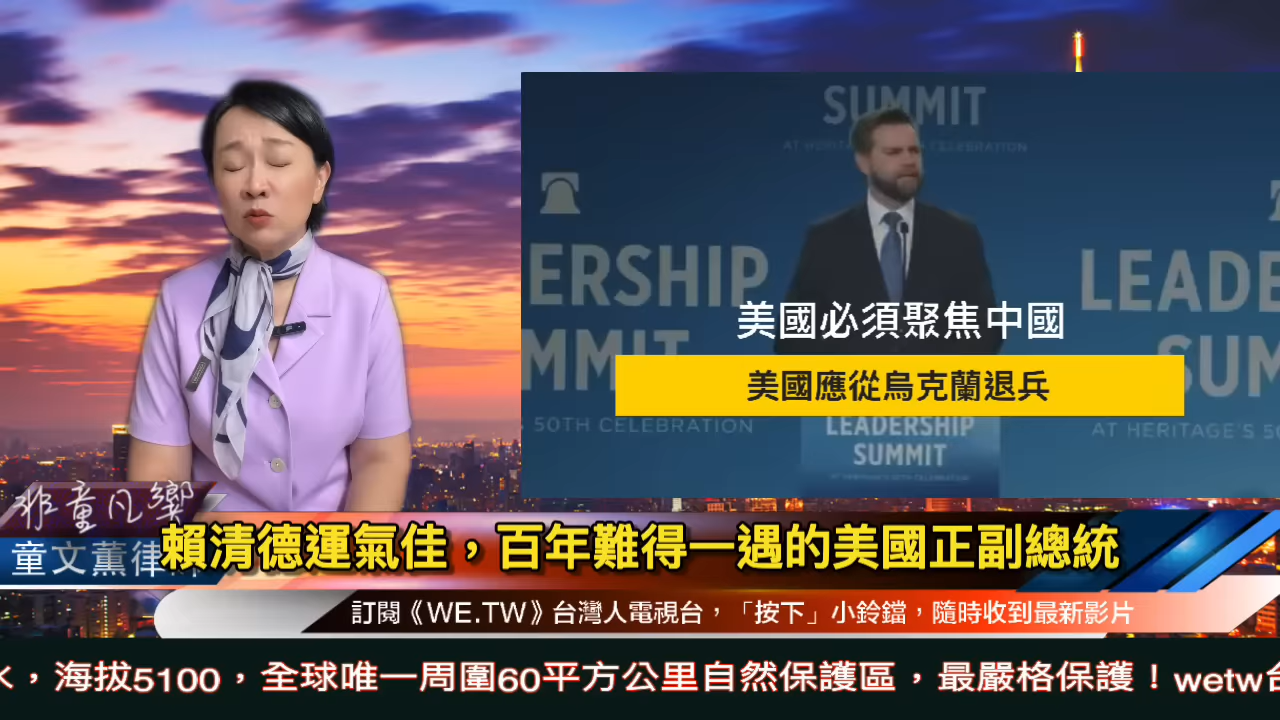 SUMMIT
AT HERITAGE'S 50TH CELEBRATION
LEADERSHIP
SUMMIT
50TH CELEBRATION
LEADE
SUM
AT HERITAGE'S 50
美國必須聚焦中國
美國應從烏克蘭退兵
LEADERSHIP
SUMMIT
非童凡響
童文薰律師
賴清德運氣佳，百年難得一遇的美國正副總統
訂閱《WE.TW》台灣人電視台，「按下」小鈴鐺，隨時收到最新影片
水，海拔5100，全球唯一周圍60平方公里自然保護區，最嚴格保護！wetw台